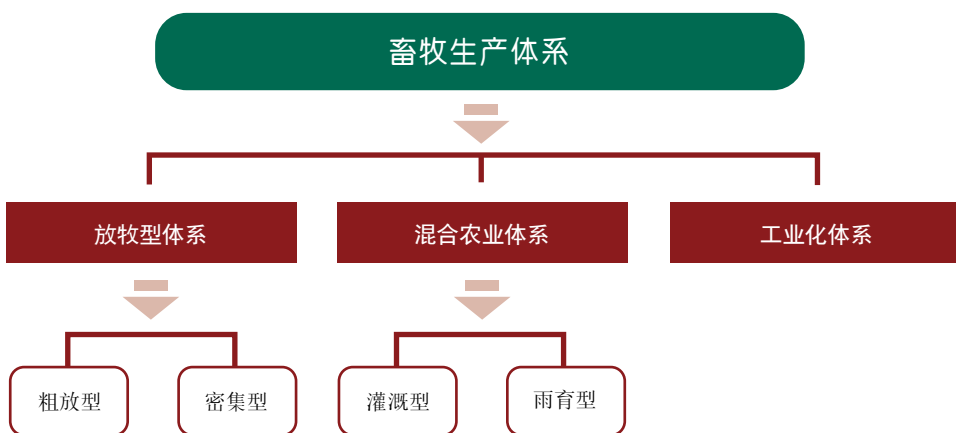 畜牧生产体系
放牧型体系
混合农业体系
工业化体系
粗放型
密集型
灌溉型
雨育型